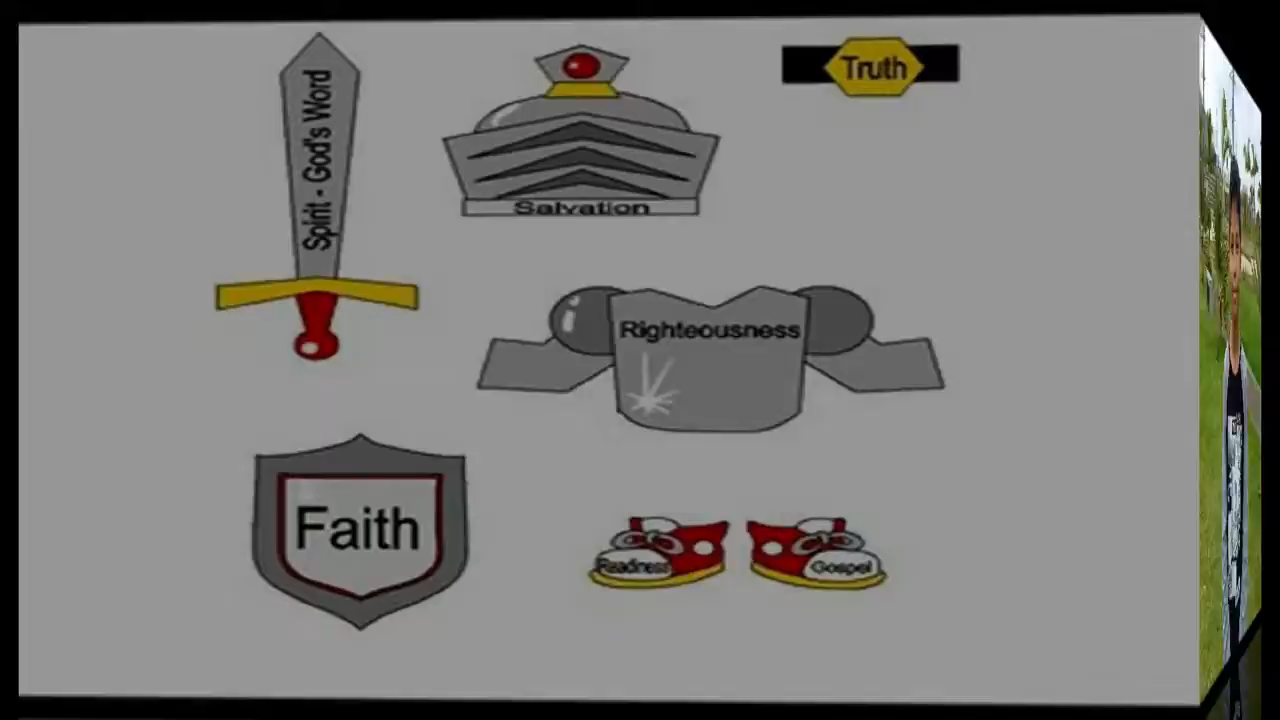 Spirit - God's Word
Salvation
Truth
Righteousness
Faith
Readiness
Gospel